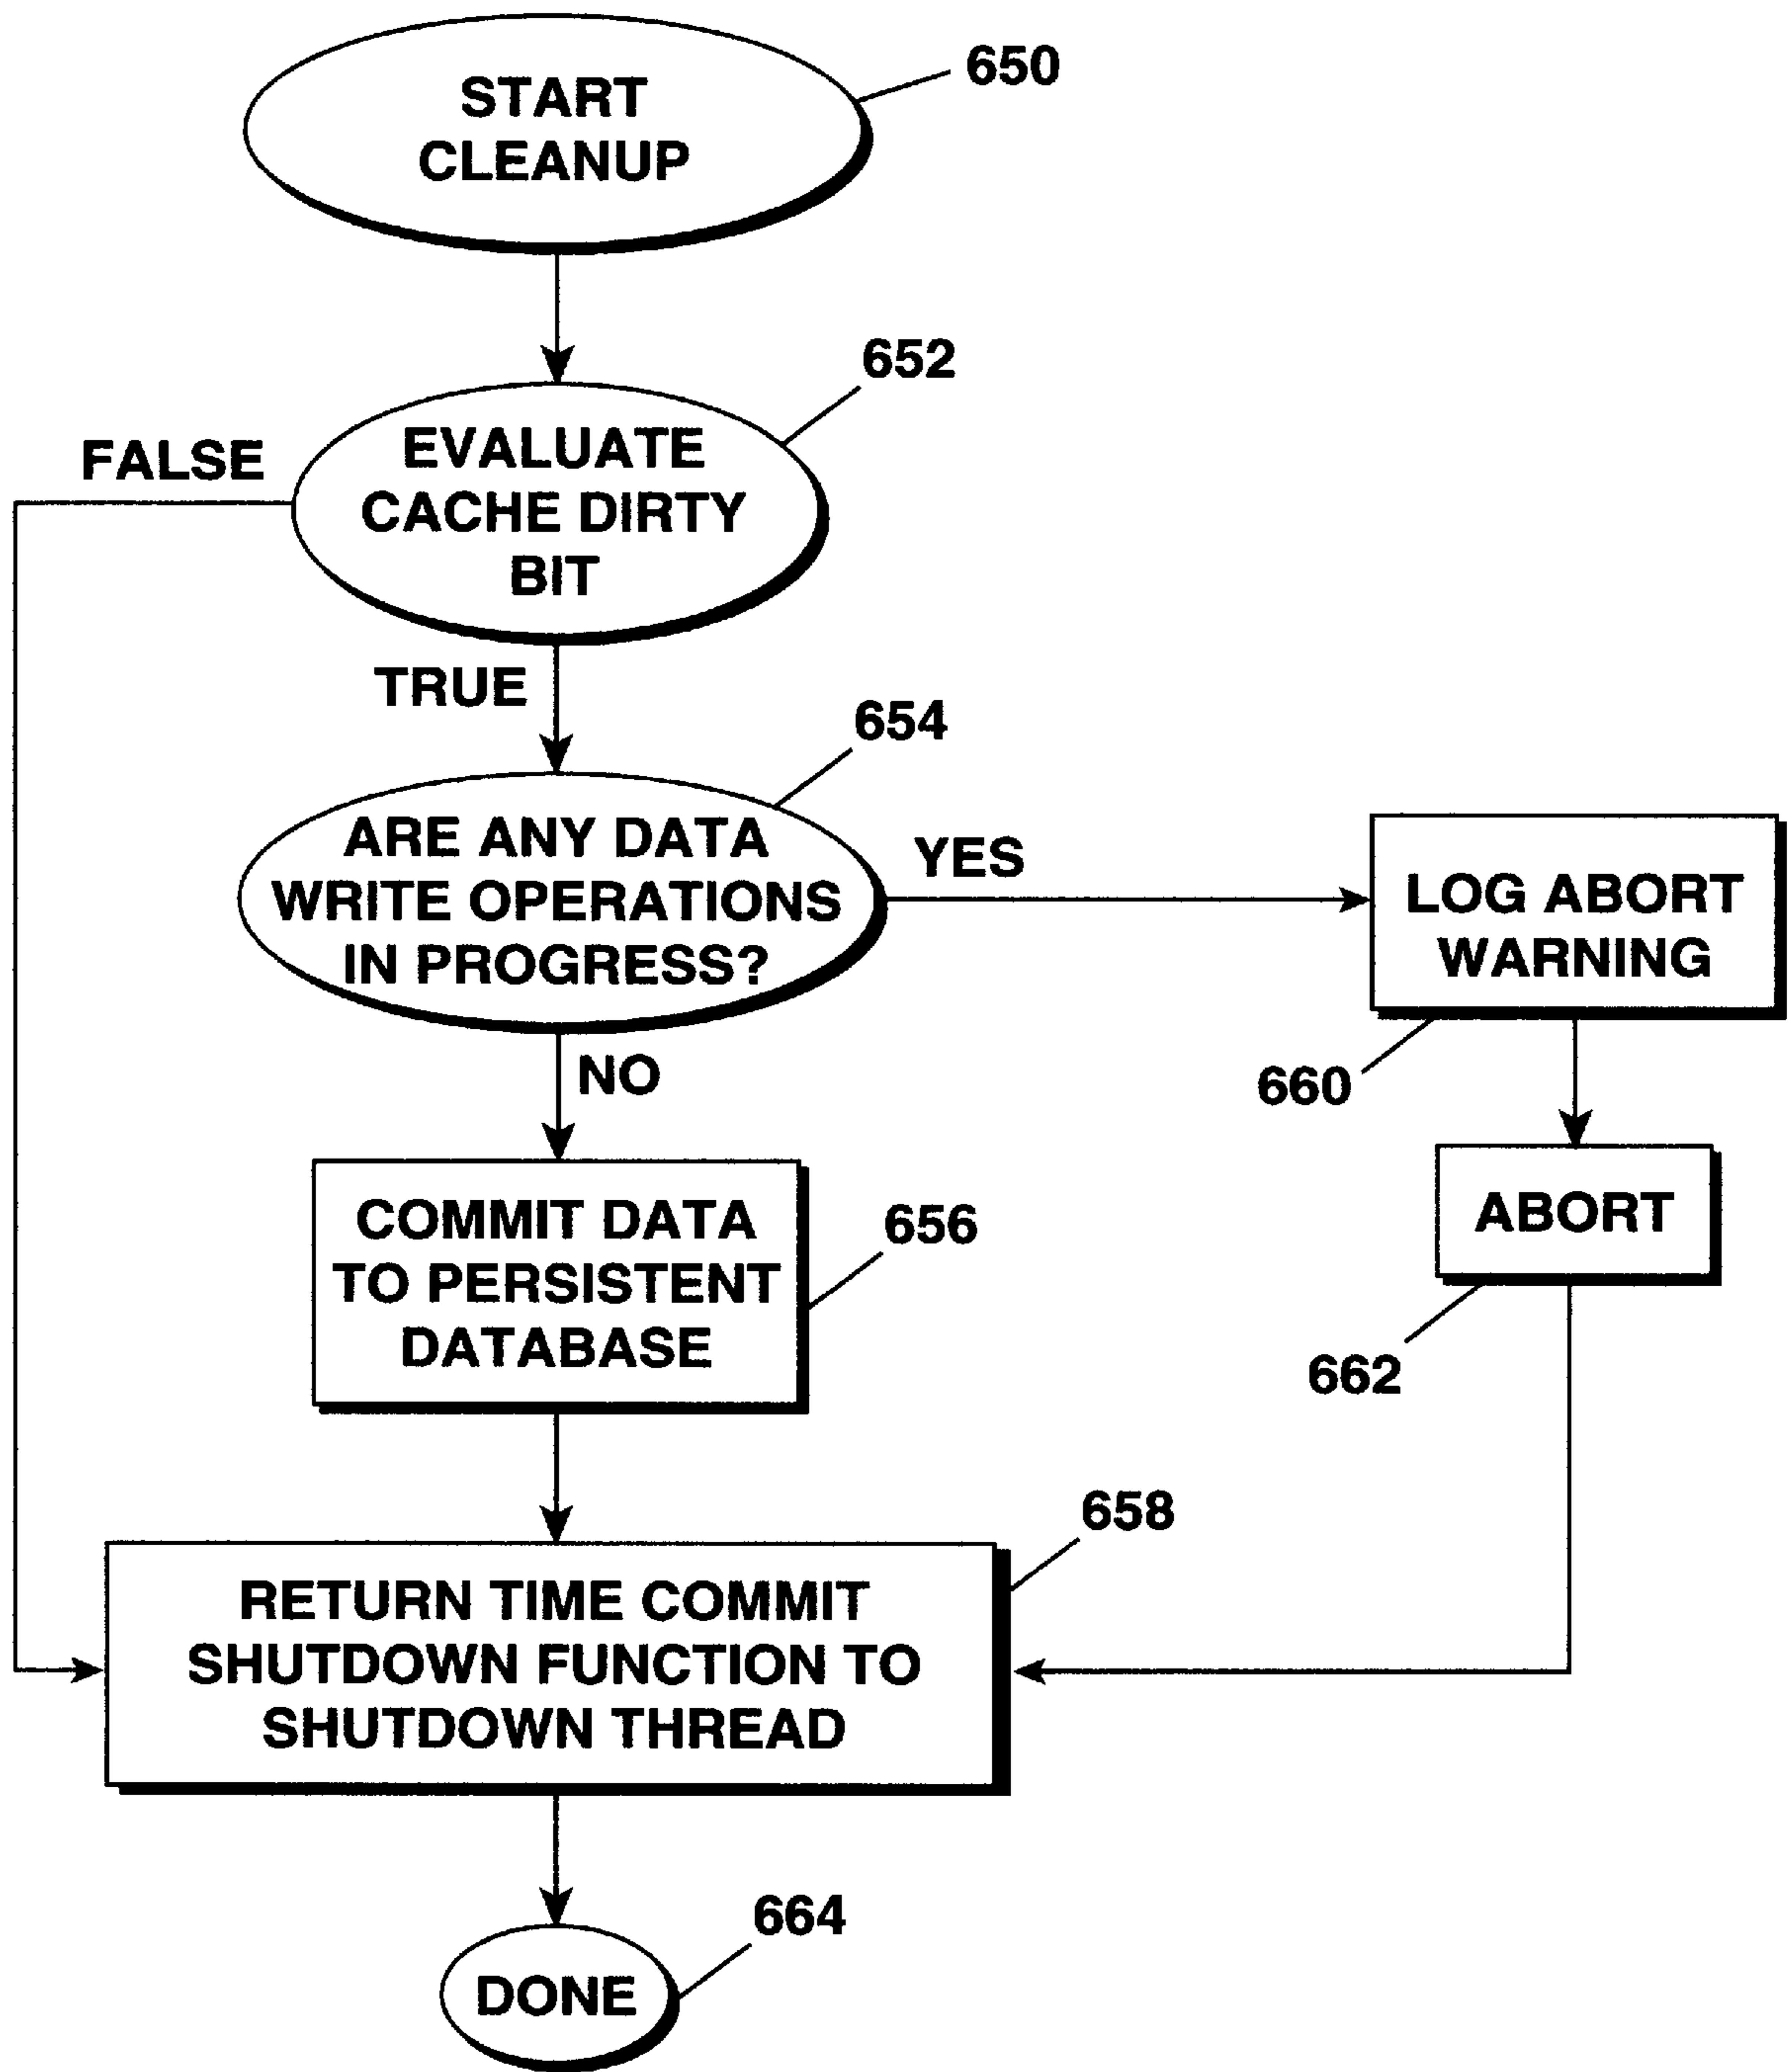 START
CLEANUP
650
652
FALSE
EVALUATE
CACHE DIRTY
BIT
TRUE
654
ARE ANY DATA
WRITE OPERATIONS
IN PROGRESS?
YES
LOG ABORT
WARNING
660
NO
ABORT
662
COMMIT DATA
TO PERSISTENT
DATABASE
656
658
RETURN TIME COMMIT
SHUTDOWN FUNCTION TO
SHUTDOWN THREAD
664
DONE